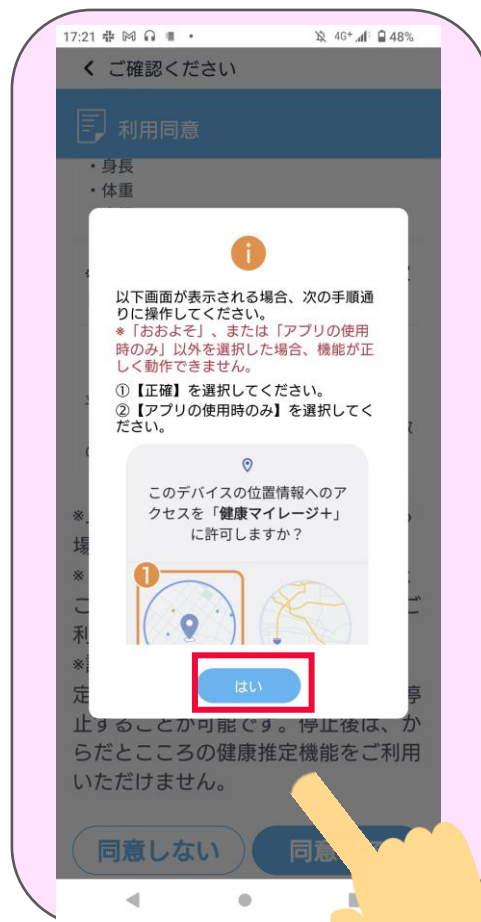 17:21 4G+ 48%
ご確認ください
利用同意
・身長
・体重
以下画面が表示される場合、次の手順通
りに操作してください。
※「おおよそ」、または「アプリの使用
時のみ」以外を選択した場合、機能が正
しく動作できません。
①【正確】を選択してください。
②【アプリの使用時のみ】を選択してく
ださい。
このデバイスの位置情報へのア
クセスを「健康マイレージ+」
に許可しますか？
1
はい
※
場
※
こ ご
利
※
定 停
止することが可能です。停止後は、か
らだとこころの健康推定機能をご利用
いただけません。
同意しない
同意